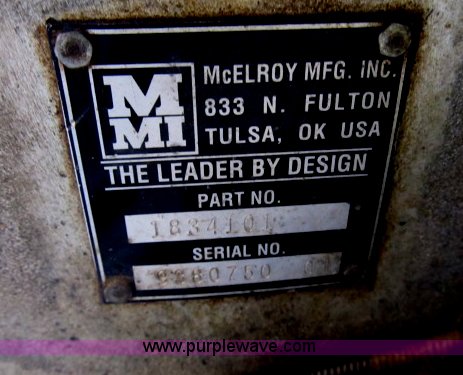 M
MI
McELROY MFG. INC.
833 N. FULTON
TULSA, OK USA
THE LEADER BY DESIGN
PART NO.
1834101
SERIAL NO.
www.purplewave.com